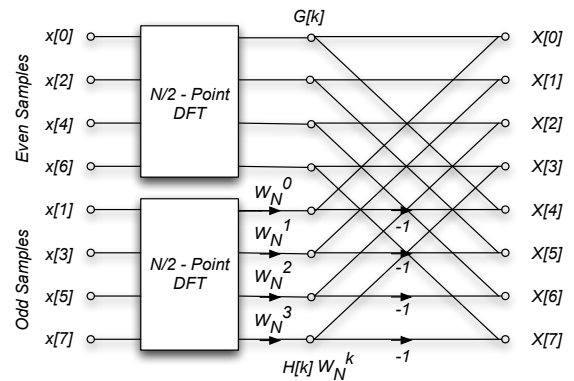 G[k]
x[0]
X[0]
x[2]
X[1]
N/2 - Point
DFT
x[4]
X[2]
x[6]
X[3]
Even Samples
x[1]
W_N^0
-1
X[4]
x[3]
W_N^1
-1
X[5]
N/2 - Point
DFT
x[5]
W_N^2
-1
X[6]
x[7]
W_N^3
-1
X[7]
Odd Samples
H[k] W_N^k